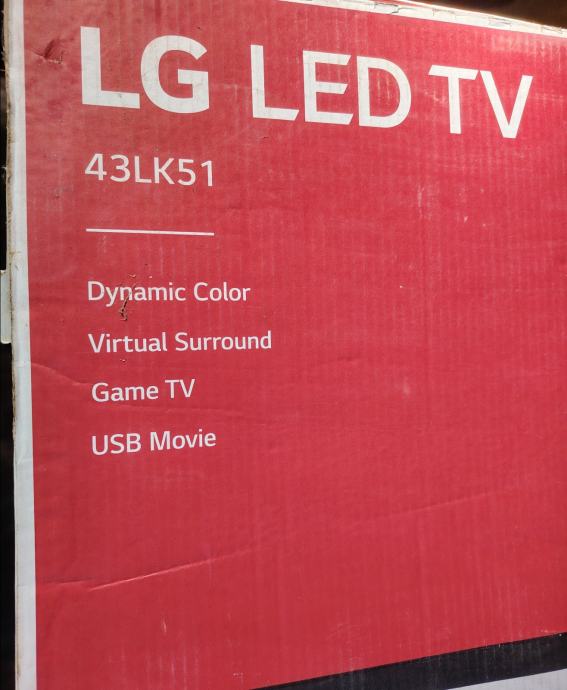 LG LED TV
43LK51
Dynamic Color
Virtual Surround
Game TV
USB Movie